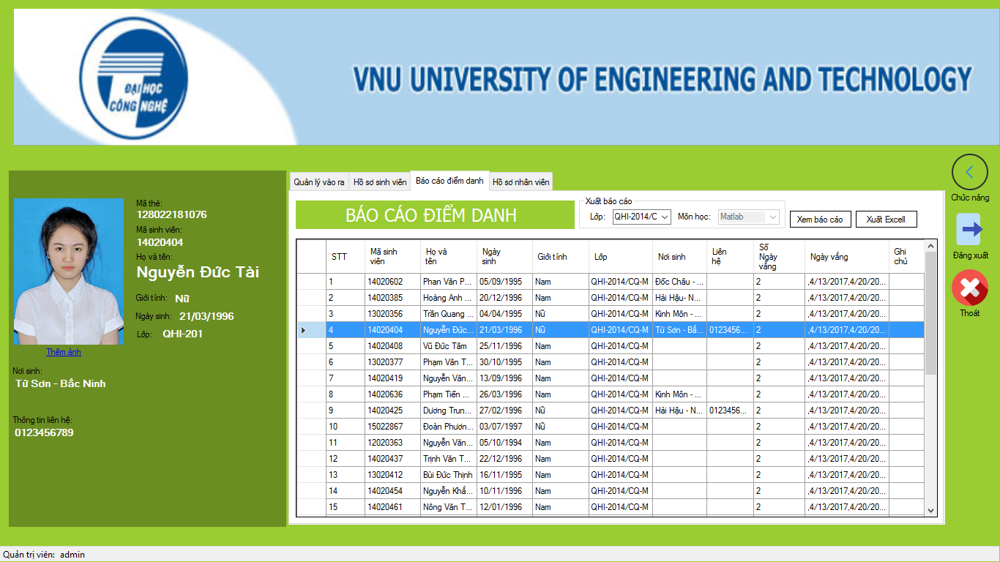 ĐẠI HỌC
CÔNG NGHỆ
VNU UNIVERSITY OF ENGINEERING AND TECHNOLOGY
Chức năng
Đăng xuất
Thoát
Mã thẻ:
128022181076
Mã sinh viên:
14020404
Họ và tên:
Nguyễn Đức Tài
Giới tính: Nữ
Ngày sinh: 21/03/1996
Lớp: QHI-201
Thêm ảnh
Nơi sinh:
Từ Sơn - Bắc Ninh
Thông tin liên hệ:
0123456789
Quản lý vào ra Hồ sơ sinh viên Báo cáo điểm danh Hồ sơ nhân viên
BÁO CÁO ĐIỂM DANH
Xuất báo cáo
Lớp: QHI-2014/C Môn học: Matlab Xem báo cáo Xuất Excell
STT Mã sinh viên Họ và tên Ngày sinh Giới tính Lớp Nơi sinh Liên hệ Số Ngày vắng Ngày vắng Ghi chú
1 14020602 Phan Văn P... 05/09/1995 Nam QHI-2014/CQ-M Đốc Châu - ... 2 ,4/13/2017,4/20/20...
2 14020385 Hoàng Anh ... 20/12/1996 Nam QHI-2014/CQ-M Hải Hậu- N... 2 ,4/13/2017,4/20/20...
3 13020356 Trần Quang ... 04/04/1995 Nữ QHI-2014/CQ-M Kinh Môn - ... 2 ,4/13/2017,4/20/20...
4 14020404 Nguyễn Đức... 21/03/1996 Nữ QHI-2014/CQ-M Từ Sơn - Bắ... 0123456... 2 ,4/13/2017,4/20/20...
5 14020408 Vũ Đức Tâm 25/11/1996 Nam QHI-2014/CQ-M 2 ,4/13/2017,4/20/20...
6 13020377 Phạm Văn T... 30/10/1995 Nam QHI-2014/CQ-M 2 ,4/13/2017,4/20/20...
7 14020419 Nguyễn Văn... 13/09/1996 Nam QHI-2014/CQ-M 2 ,4/13/2017,4/20/20...
8 14020636 Phạm Tiến ... 26/03/1996 Nam QHI-2014/CQ-M Kinh Môn - ... 2 ,4/13/2017,4/20/20...
9 14020425 Dương Trun... 27/02/1996 Nữ QHI-2014/CQ-M Hải Hậu - N... 0123456... 2 ,4/13/2017,4/20/20...
10 15022867 Đoàn Phươn... 03/07/1997 Nữ QHI-2014/CQ-M 2 ,4/13/2017,4/20/20...
11 12020363 Nguyễn Văn... 05/10/1994 Nam QHI-2014/CQ-M 2 ,4/13/2017,4/20/20...
12 14020437 Trịnh Văn T... 22/12/1996 Nam QHI-2014/CQ-M 2 ,4/13/2017,4/20/20...
13 13020412 Bùi Đức Thịnh 16/11/1995 Nam QHI-2014/CQ-M 2 ,4/13/2017,4/20/20...
14 14020454 Nguyễn Khắ... 10/11/1996 Nam QHI-2014/CQ-M 2 ,4/13/2017,4/20/20...
15 14020461 Nông Văn T... 12/01/1996 Nam QHI-2014/CQ-M 2 ,4/13/2017,4/20/20...
Quản trị viên: admin